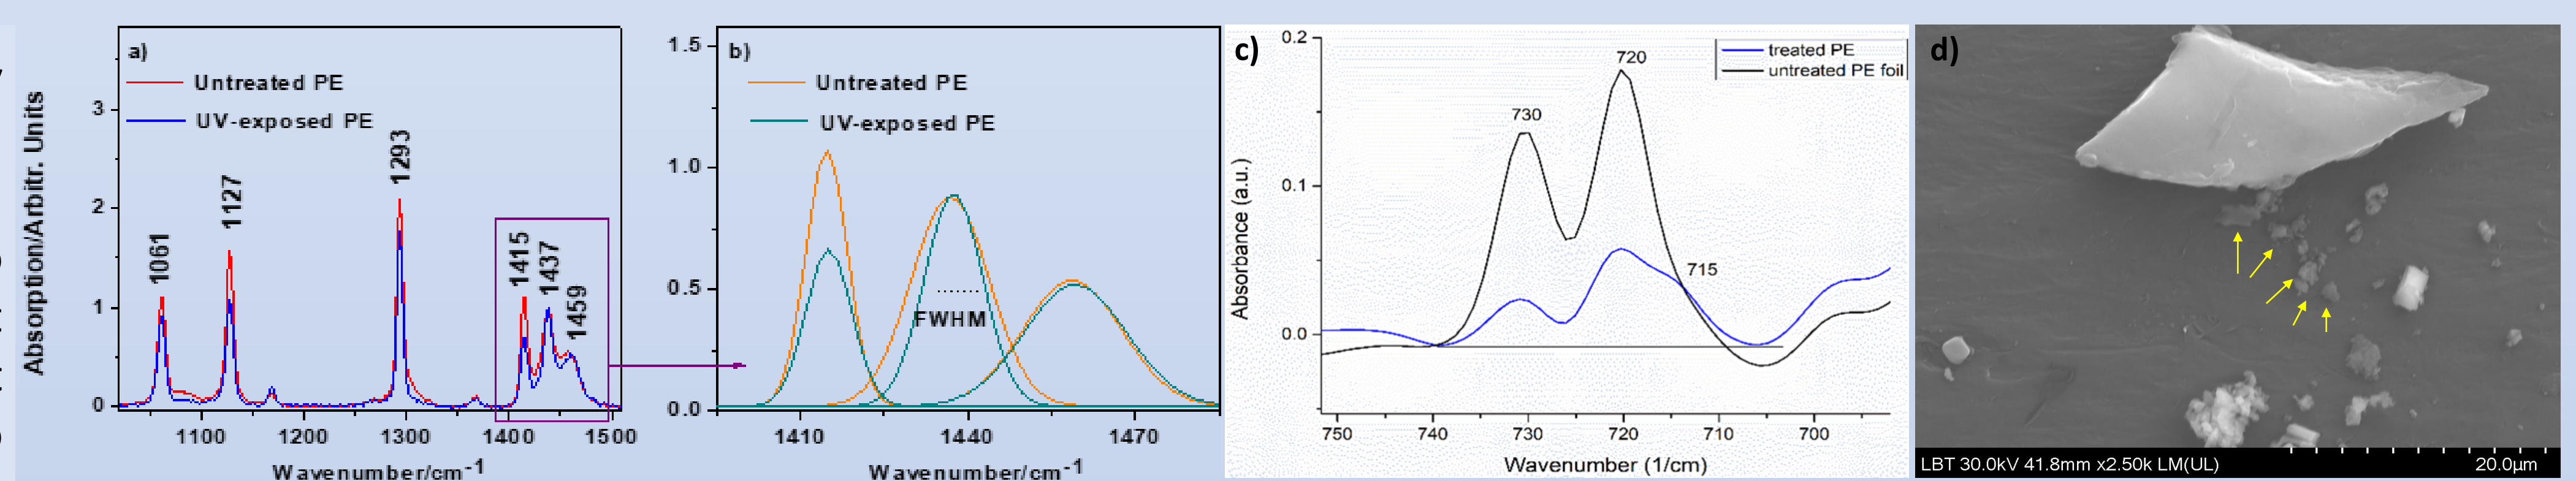 a)
Untreated PE
UV-exposed PE
Absorption/Arbitr. Units
3
2
1
0
1061
1127
1293
1415
1437
1459
1100
1200
1300
1400
1500
Wavenumber/cm-1
b)
Untreated PE
UV-exposed PE
1.5
1.0
0.5
0.0
FWHM
1410
1440
1470
Wavenumber/cm-1
c)
treated PE
untreated PE foil
Absorbance (a.u.)
0.2
0.1
0.0
730
720
715
750
740
730
720
710
700
Wavenumber (1/cm)
d)
LBT 30.0kV 41.8mm x2.50k LM(UL)
20.0µm